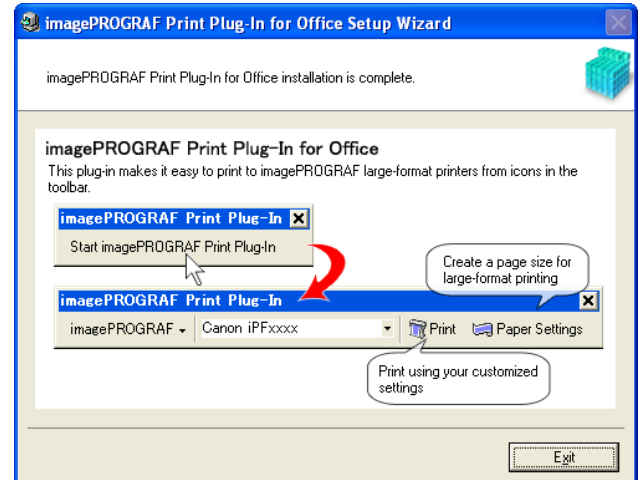 imagePROGRAF Print Plug-In for Office Setup Wizard
imagePROGRAF Print Plug-In for Office installation is complete.
imagePROGRAF Print Plug-In for Office
This plug-in makes it easy to print to imagePROGRAF large-format printers from icons in the
toolbar.
imagePROGRAF Print Plug-In
Start imagePROGRAF Print Plug-In
Create a page size for
large-format printing
imagePROGRAF Print Plug-In
imagePROGRAF Canon iPFxxxx Print Paper Settings
Print using your customized
settings
Exit